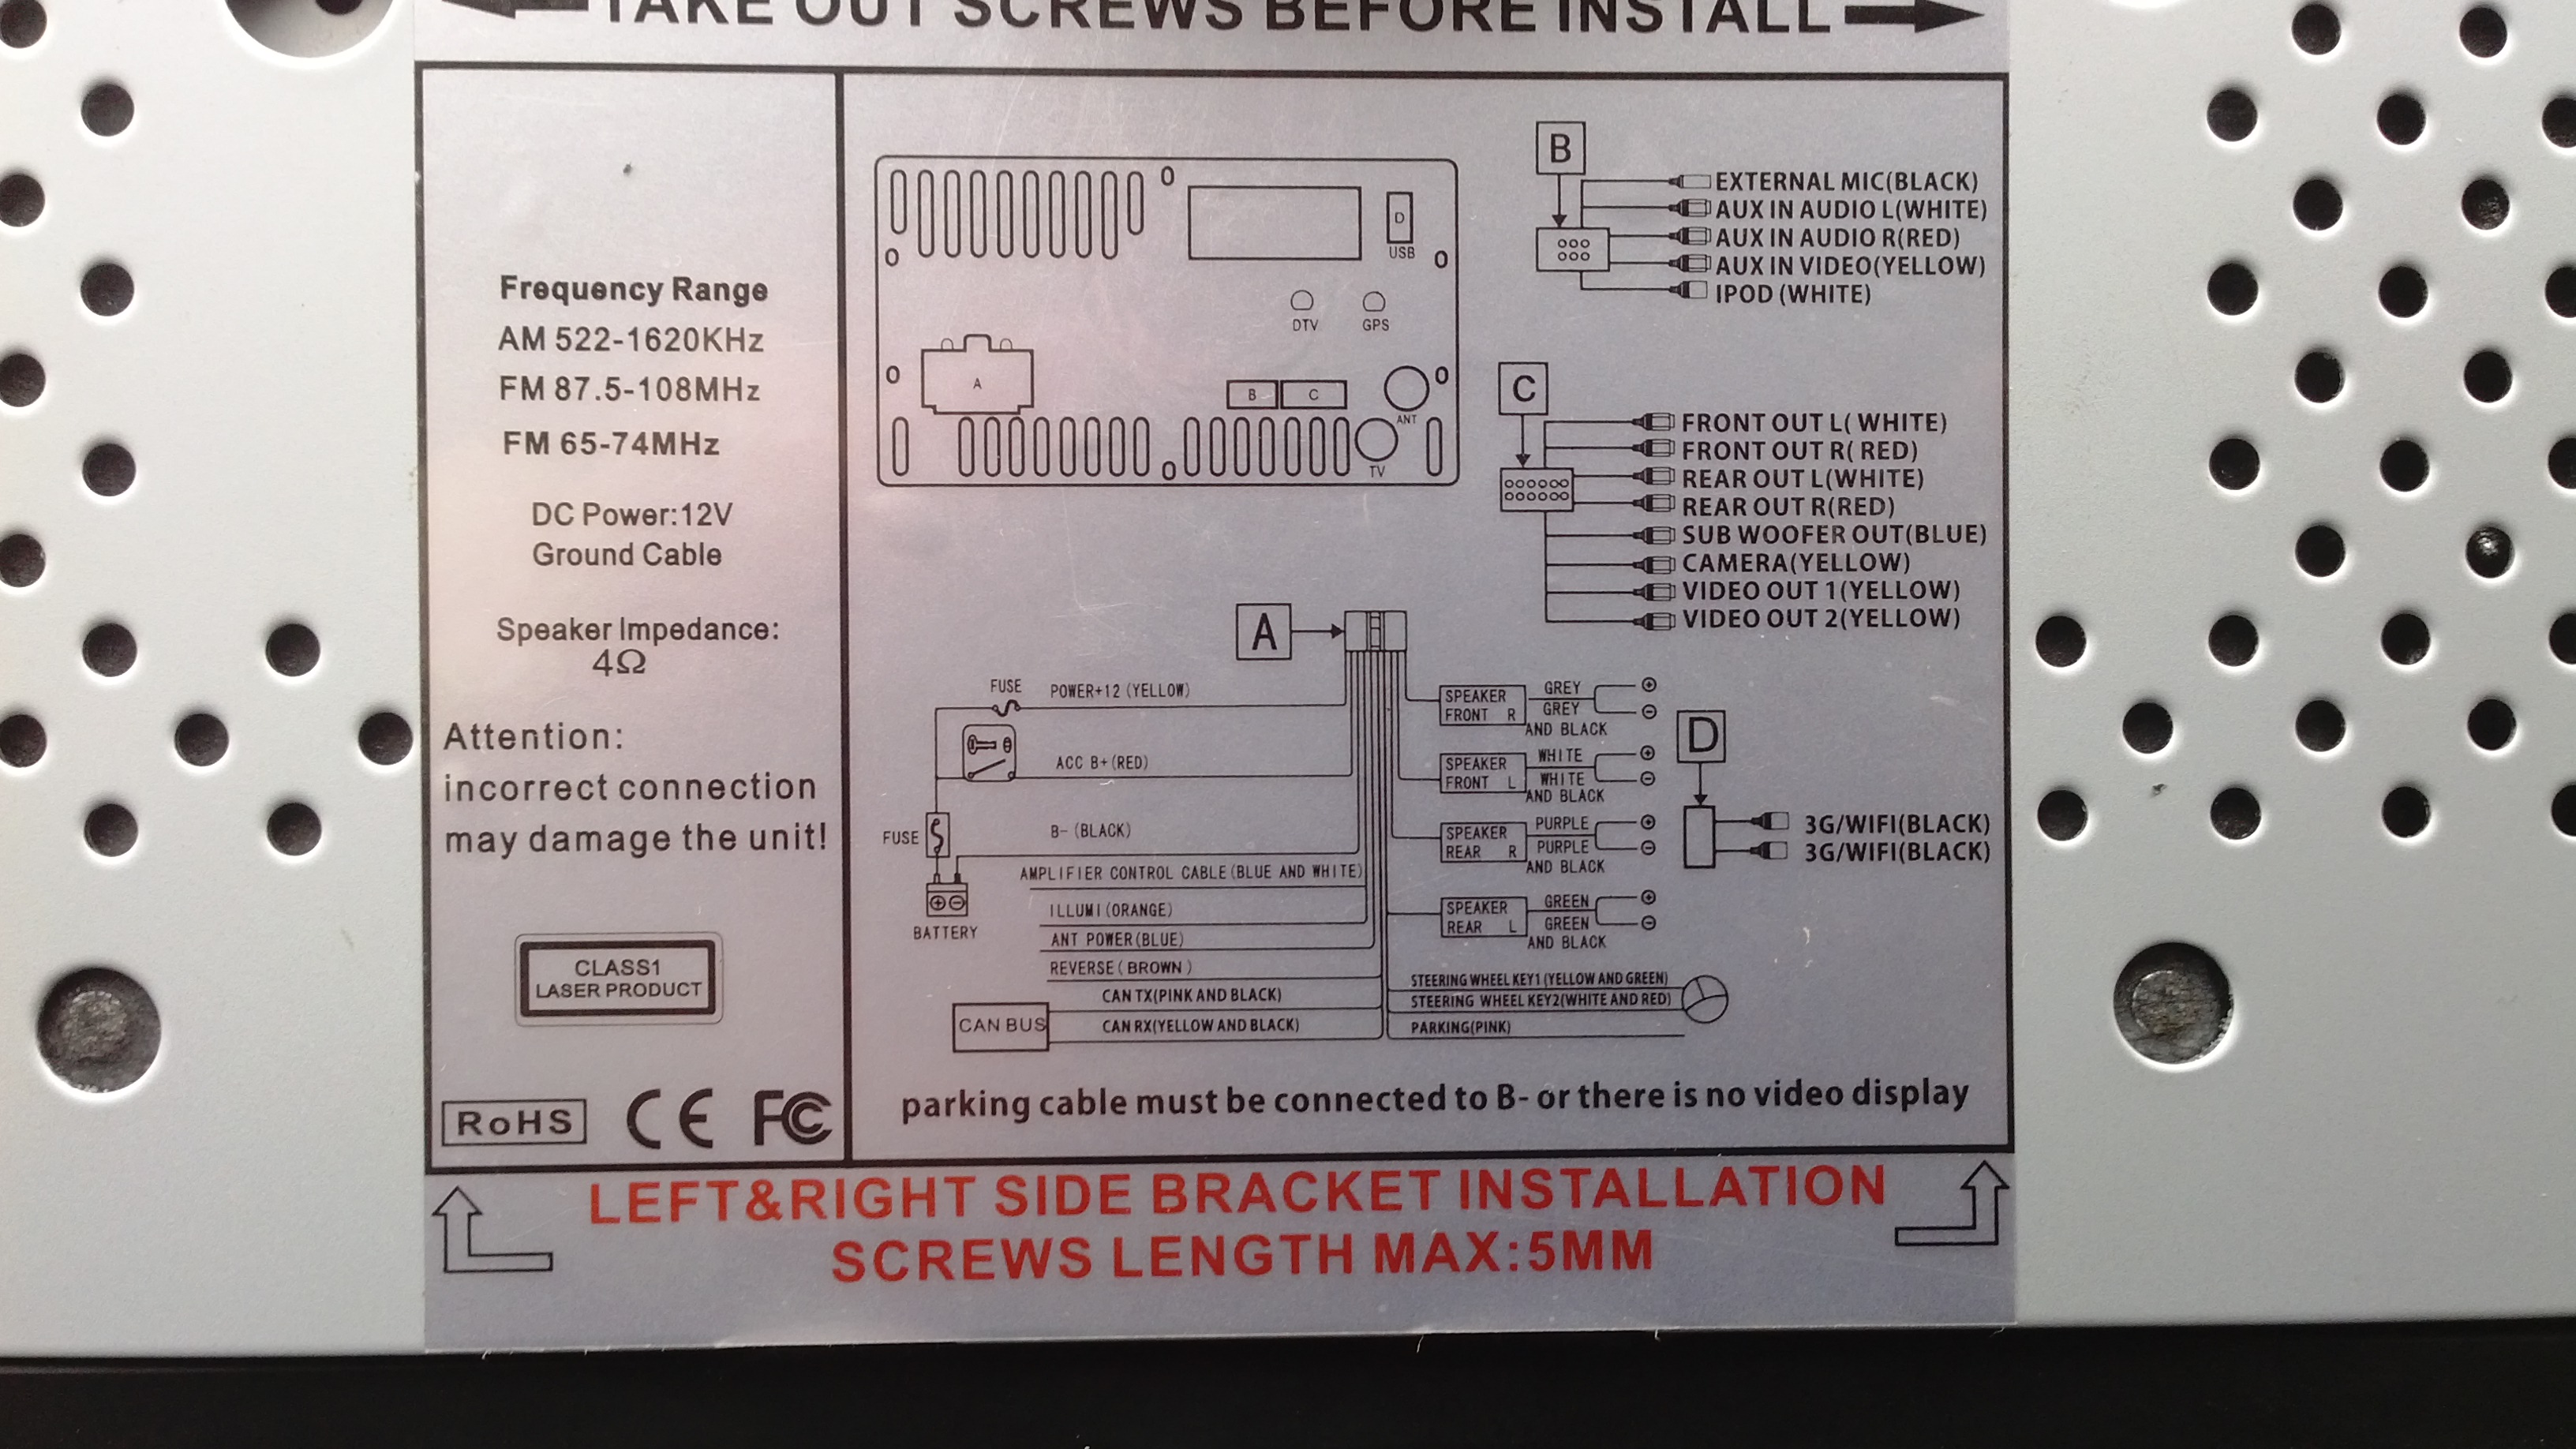 TAKE OUT SCREWS BEFORE INSTALL
Frequency Range
AM 522-1620KHz
FM 87.5-108MHz
FM 65-74MHz
DC Power:12V
Ground Cable
Speaker Impedance:
4Ω
Attention:
incorrect connection
may damage the unit!
CLASS1
LASER PRODUCT
RoHS CE FC
D
USB
DTV
GPS
A
B
C
ANT
TV
B
EXTERNAL MIC(BLACK)
AUX IN AUDIO L(WHITE)
AUX IN AUDIO R(RED)
AUX IN VIDEO(YELLOW)
IPOD (WHITE)
C
FRONT OUT L( WHITE)
FRONT OUT R( RED)
REAR OUT L(WHITE)
REAR OUT R(RED)
SUB WOOFER OUT(BLUE)
CAMERA(YELLOW)
VIDEO OUT 1(YELLOW)
VIDEO OUT 2(YELLOW)
A
FUSE
POWER+12 (YELLOW)
ACC B+(RED)
FUSE
B- (BLACK)
BATTERY
AMPLIFIER CONTROL CABLE(BLUE AND WHITE)
ILLUMI(ORANGE)
ANT POWER(BLUE)
REVERSE( BROWN )
CAN TX(PINK AND BLACK)
CAN BUS
CAN RX(YELLOW AND BLACK)
SPEAKER
FRONT R
GREY
GREY
AND BLACK
SPEAKER
FRONT L
WHITE
WHITE
AND BLACK
SPEAKER
REAR R
PURPLE
PURPLE
AND BLACK
SPEAKER
REAR L
GREEN
GREEN
AND BLACK
STEERING WHEEL KEY1(YELLOW AND GREEN)
STEERING WHEEL KEY2(WHITE AND RED)
PARKING(PINK)
D
3G/WIFI(BLACK)
3G/WIFI(BLACK)
parking cable must be connected to B- or there is no video display
LEFT&RIGHT SIDE BRACKET INSTALLATION
SCREWS LENGTH MAX:5MM